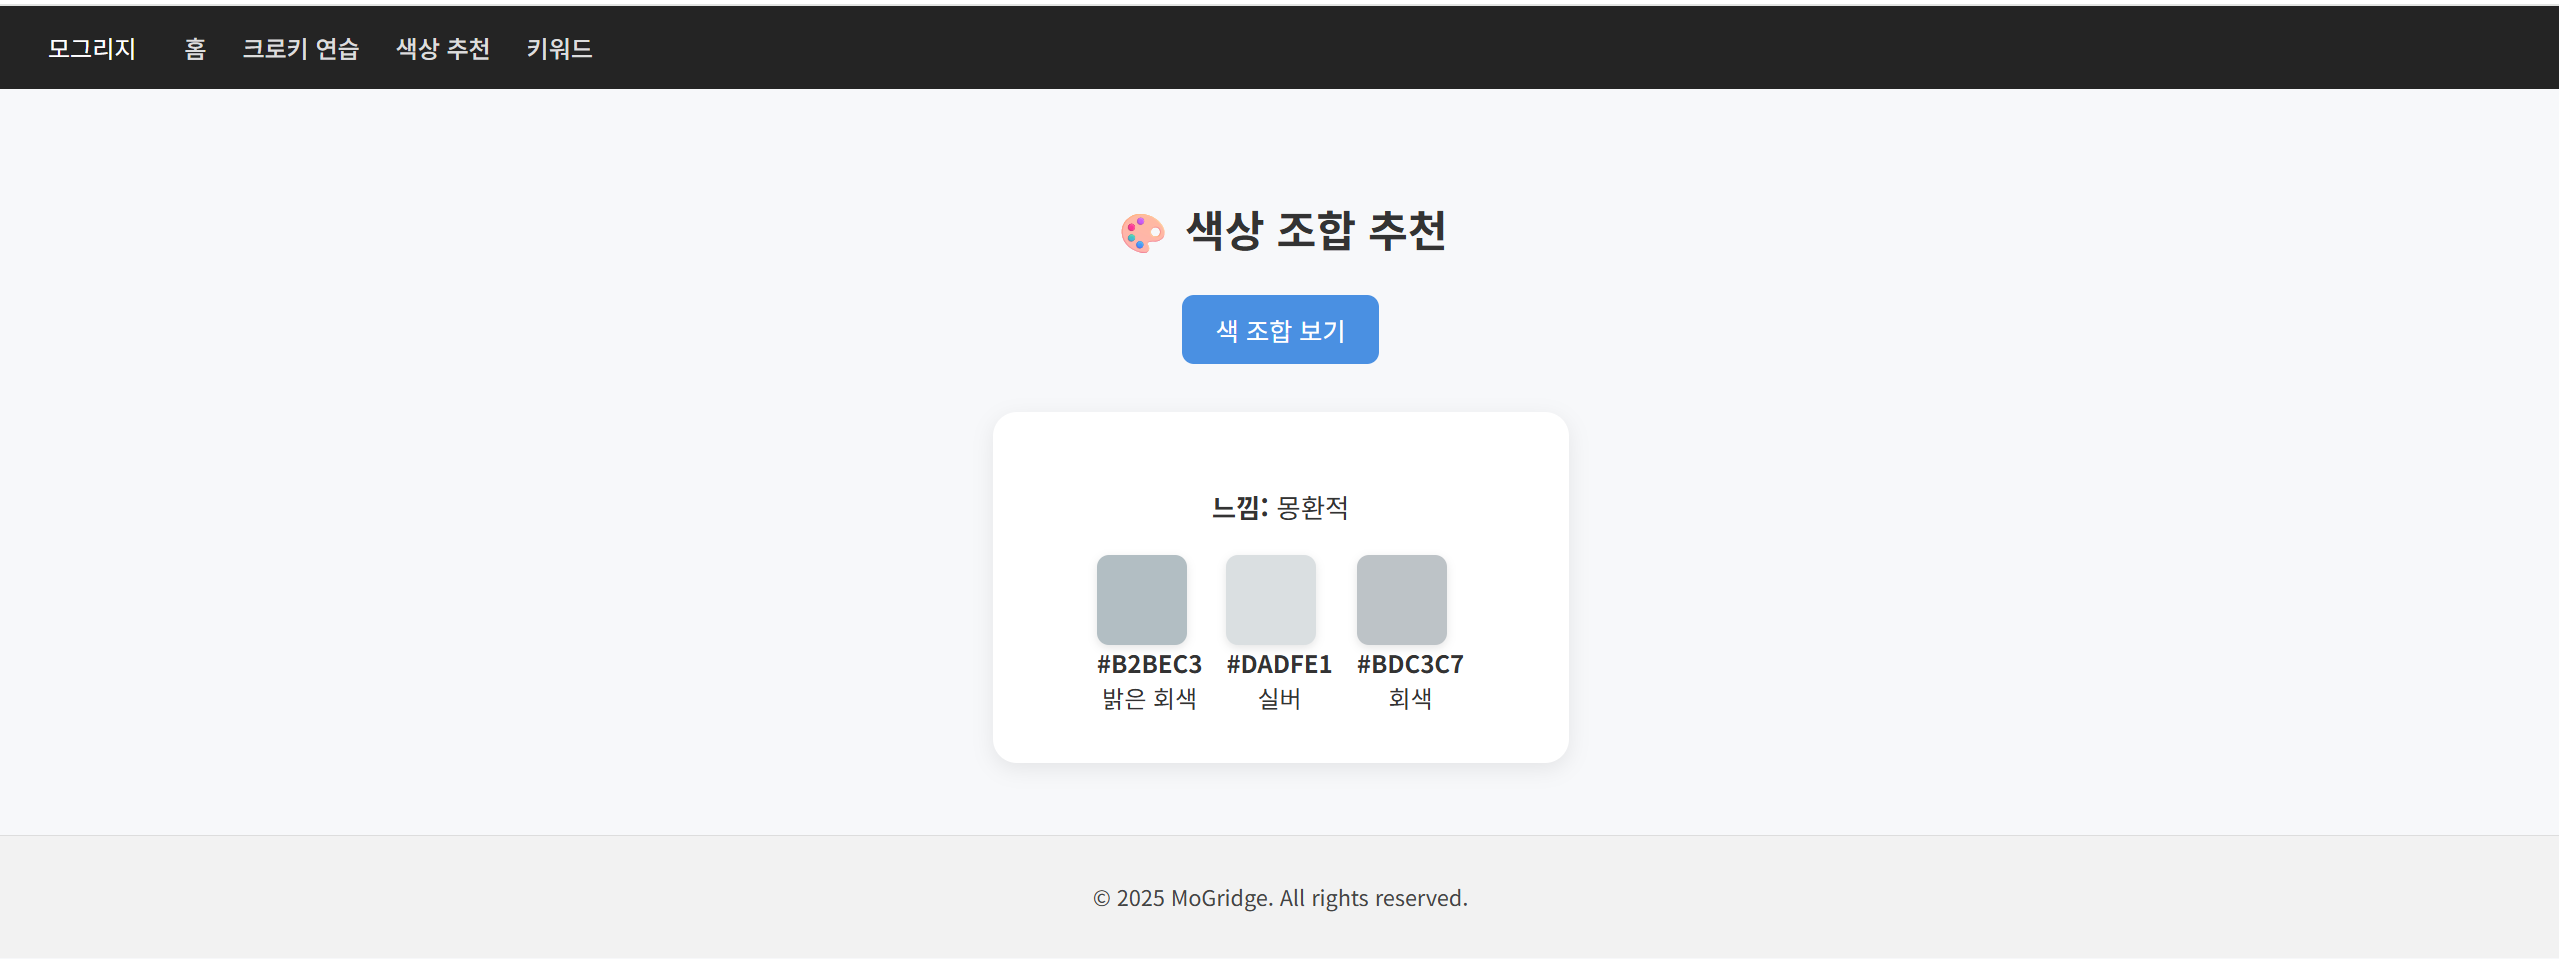 모그리지 홈 크로키 연습 색상 추천 키워드
🎨 색상 조합 추천
색 조합 보기
느낌: 몽환적
#B2BEC3 #DADFE1 #BDC3C7
밝은 회색 실버 회색
© 2025 MoGridge. All rights reserved.